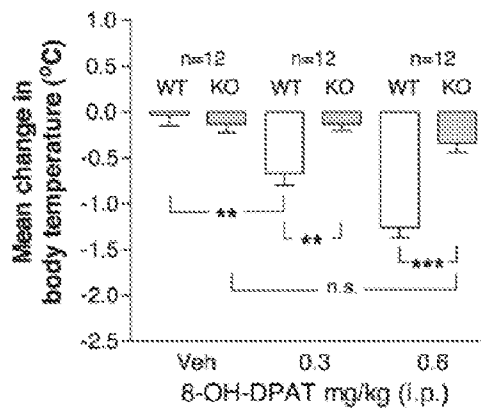 Mean change in
body temperature (°C)
1.0
0.5
0.0
-0.5
-1.0
-1.5
-2.0
-2.5
n=12 n=12 n=12
WT KO WT KO WT KO
**
**
***
n.s.
Veh 0.3 0.6
8-OH-DPAT mg/kg (i.p.)